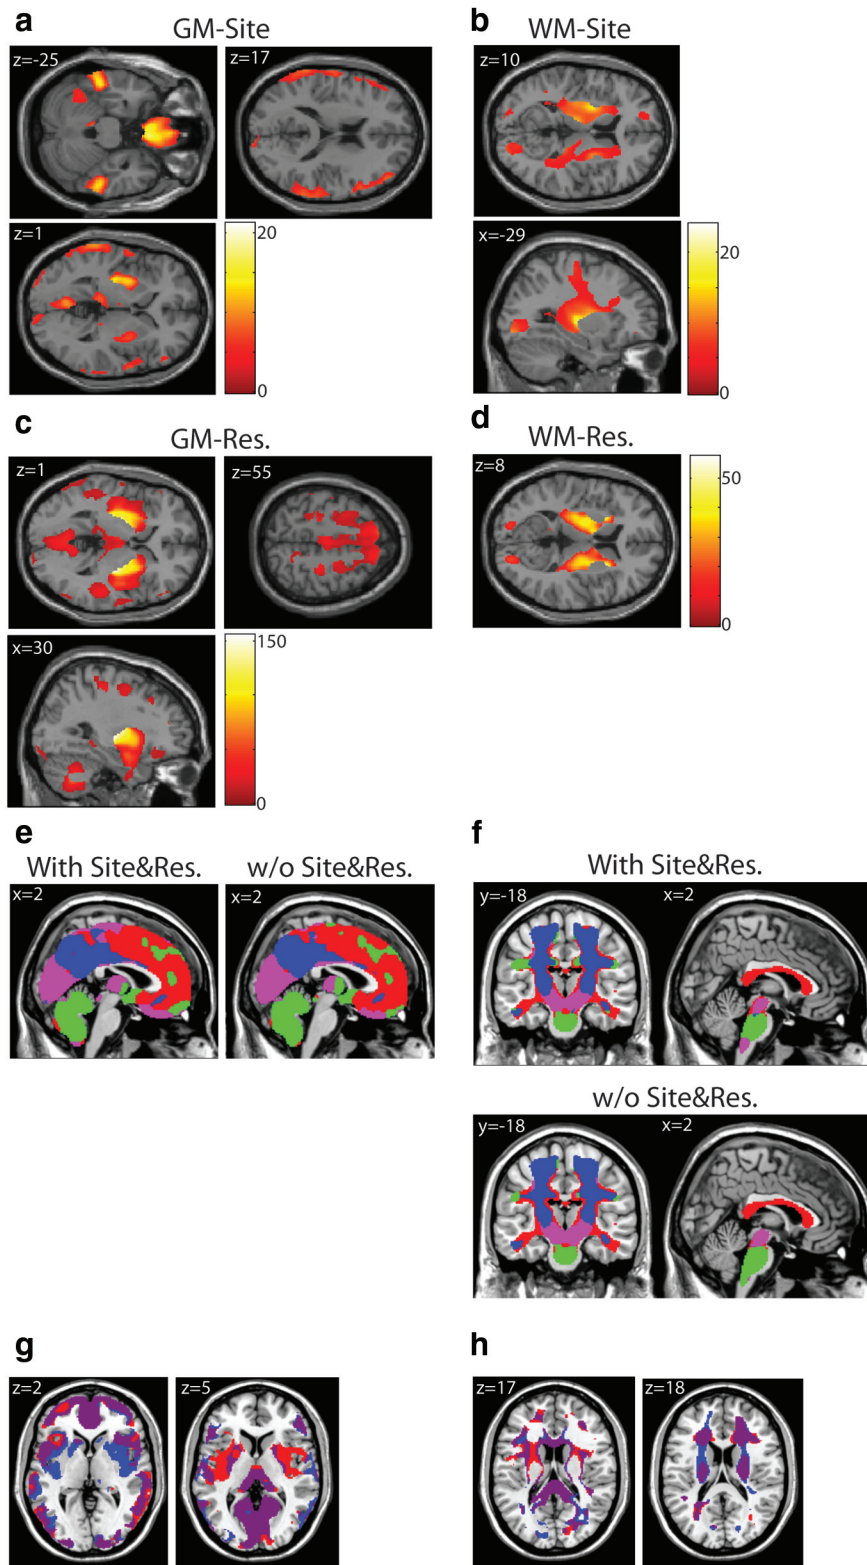 a
GM-Site
z=-25
z=17
z=1
20
0
b
WM-Site
z=10
x=-29
20
0
c
GM-Res.
z=1
z=55
x=30
150
0
d
WM-Res.
z=8
50
0
e
With Site&Res.
w/o Site&Res.
x=2
x=2
f
With Site&Res.
y=-18
x=2
w/o Site&Res.
y=-18
x=2
g
z=2
z=5
h
z=17
z=18